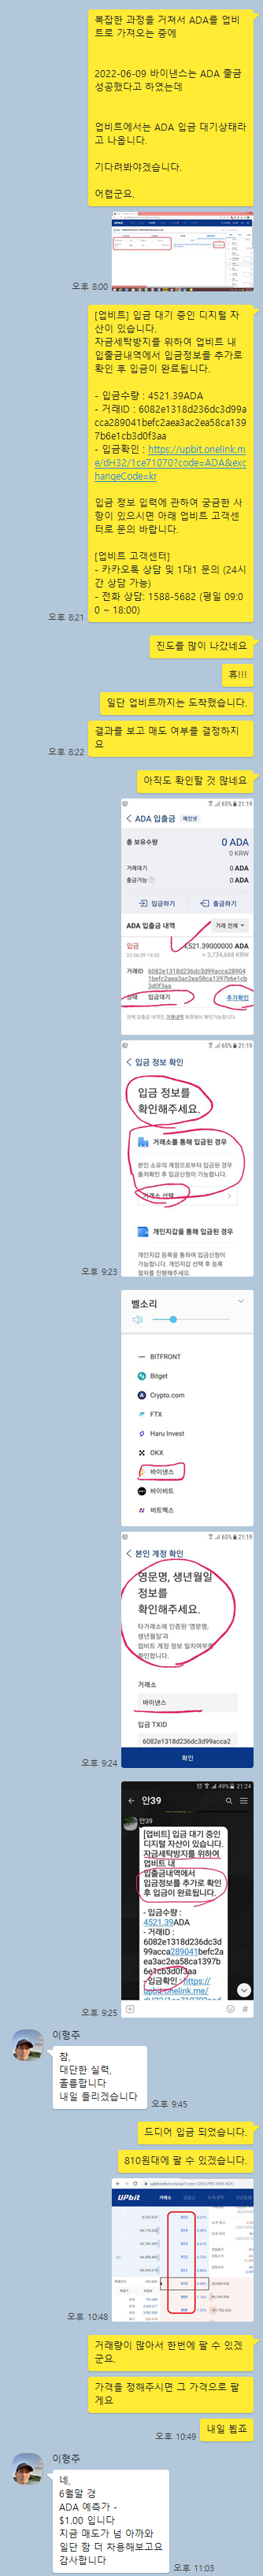 복잡한 과정을 거쳐서 ADA를 업비
트로 가져오는 중에
2022-06-09 바이낸스는 ADA 출금
성공했다고 하였는데
업비트에서는 ADA 입금 대기상태라
고 나옵니다.
기다려봐야겠습니다.
어렵군요.
오후 8:00
[업비트] 입금 대기 중인 디지털 자
산이 있습니다.
자금세탁방지를 위하여 업비트 내
입출금내역에서 입금정보를 추가로
확인 후 입금이 완료됩니다.
- 입금수량 : 4521.39ADA
- 거래ID : 6082e1318d236dc3d99a
cca289041befc2aea3ac2ea58ca139
7b6e1cb3d0f3aa
- 입금확인 : https://upbit.onelink.m
e/dH32/1ce71070?code=ADA&exc
hangeCode=kr
입금 정보 입력에 관하여 궁금한 사
항이 있으시면 아래 업비트 고객센
터로 문의 바랍니다.
[업비트 고객센터]
- 카카오톡 상담 및 1대1 문의 (24시
간 상담 가능)
- 전화 상담: 1588-5682 (평일 09:0
0 ~ 18:00)
오후 8:21
진도를 많이 나갔네요
휴!!!
일단 업비트까지는 도착했습니다.
결과를 보고 매도 여부를 결정하지
요
오후 8:22
아직도 확인할 것 많네요
65% 21:19
ADA 입출금 메인넷
총 보유수량 0 ADA
0 KRW
거래대기 0 ADA
출금가능 0 ADA
입금하기 출금하기
ADA 입출금 내역 거래 전체
입금 4,521.39000000 ADA
22.06.09 19:35 ≈ 3,734,668 KRW
거래ID 6082e1318d236dc3d99acca28904
1befc2aea3ac2ea58ca1397b6e1cb
3d0f3aa
상태 입금대기 추가확인
65% 21:19
입금 정보 확인
입금 정보를
확인해주세요.
거래소를 통해 입금된 경우
본인 소유의 계정으로부터 입금된 경우
출처확인 후 입금신청이 가능합니다.
거래소 선택
개인지갑을 통해 입금된 경우
개인지갑 등록을 통하여 입금신청이
가능합니다. 개인지갑 선택 후 등록
절차를 진행해주세요.
오후 9:23
벨소리
BITFRONT
Bitget
Crypto.com
FTX
Haru Invest
OKX
바이낸스
바이비트
비트멕스
65% 21:19
본인 계정 확인
영문명, 생년월일
정보를
확인해주세요.
타거래소에 인증된 '영문명,
생년월일'과
업비트 계정 정보 일치여부를
확인합니다.
거래소
바이낸스
입금 TXID
6082e1318d236dc3d99acca2
확인
오후 9:24
49% 21:24
안39
안39
[업비트] 입금 대기 중인
디지털 자산이 있습니다.
자금세탁방지를 위하여
업비트 내
입출금내역에서
입금정보를 추가로 확인
후 입금이 완료됩니다.
- 입금수량 :
4521.39ADA
- 거래ID :
6082e1318d236dc3d
99acca289041befc2a
ea3ac2ea58ca1397b
6e1cb3d0f3aa
- 입금확인 : https://
upbit.onelink.me/
오후 9:25
이형주
참,
대단한 실력,
훌륭합니다
내일 들리겠습니다
오후 9:45
드디어 입금 되었습니다.
810원대에 팔 수 있겠습니다.
UPbit 거래소
오후 10:48
거래량이 많아서 한번에 팔 수 있겠
군요.
가격을 정해주시면 그 가격으로 팔
게요
내일 뵙죠
오후 10:49
이형주
네,
6월말 경
ADA 예측가 -
$1.00 입니다
지금 매도가 넘 아까와
일단 함 더 차용해보고요
감사합니다
오후 11:03